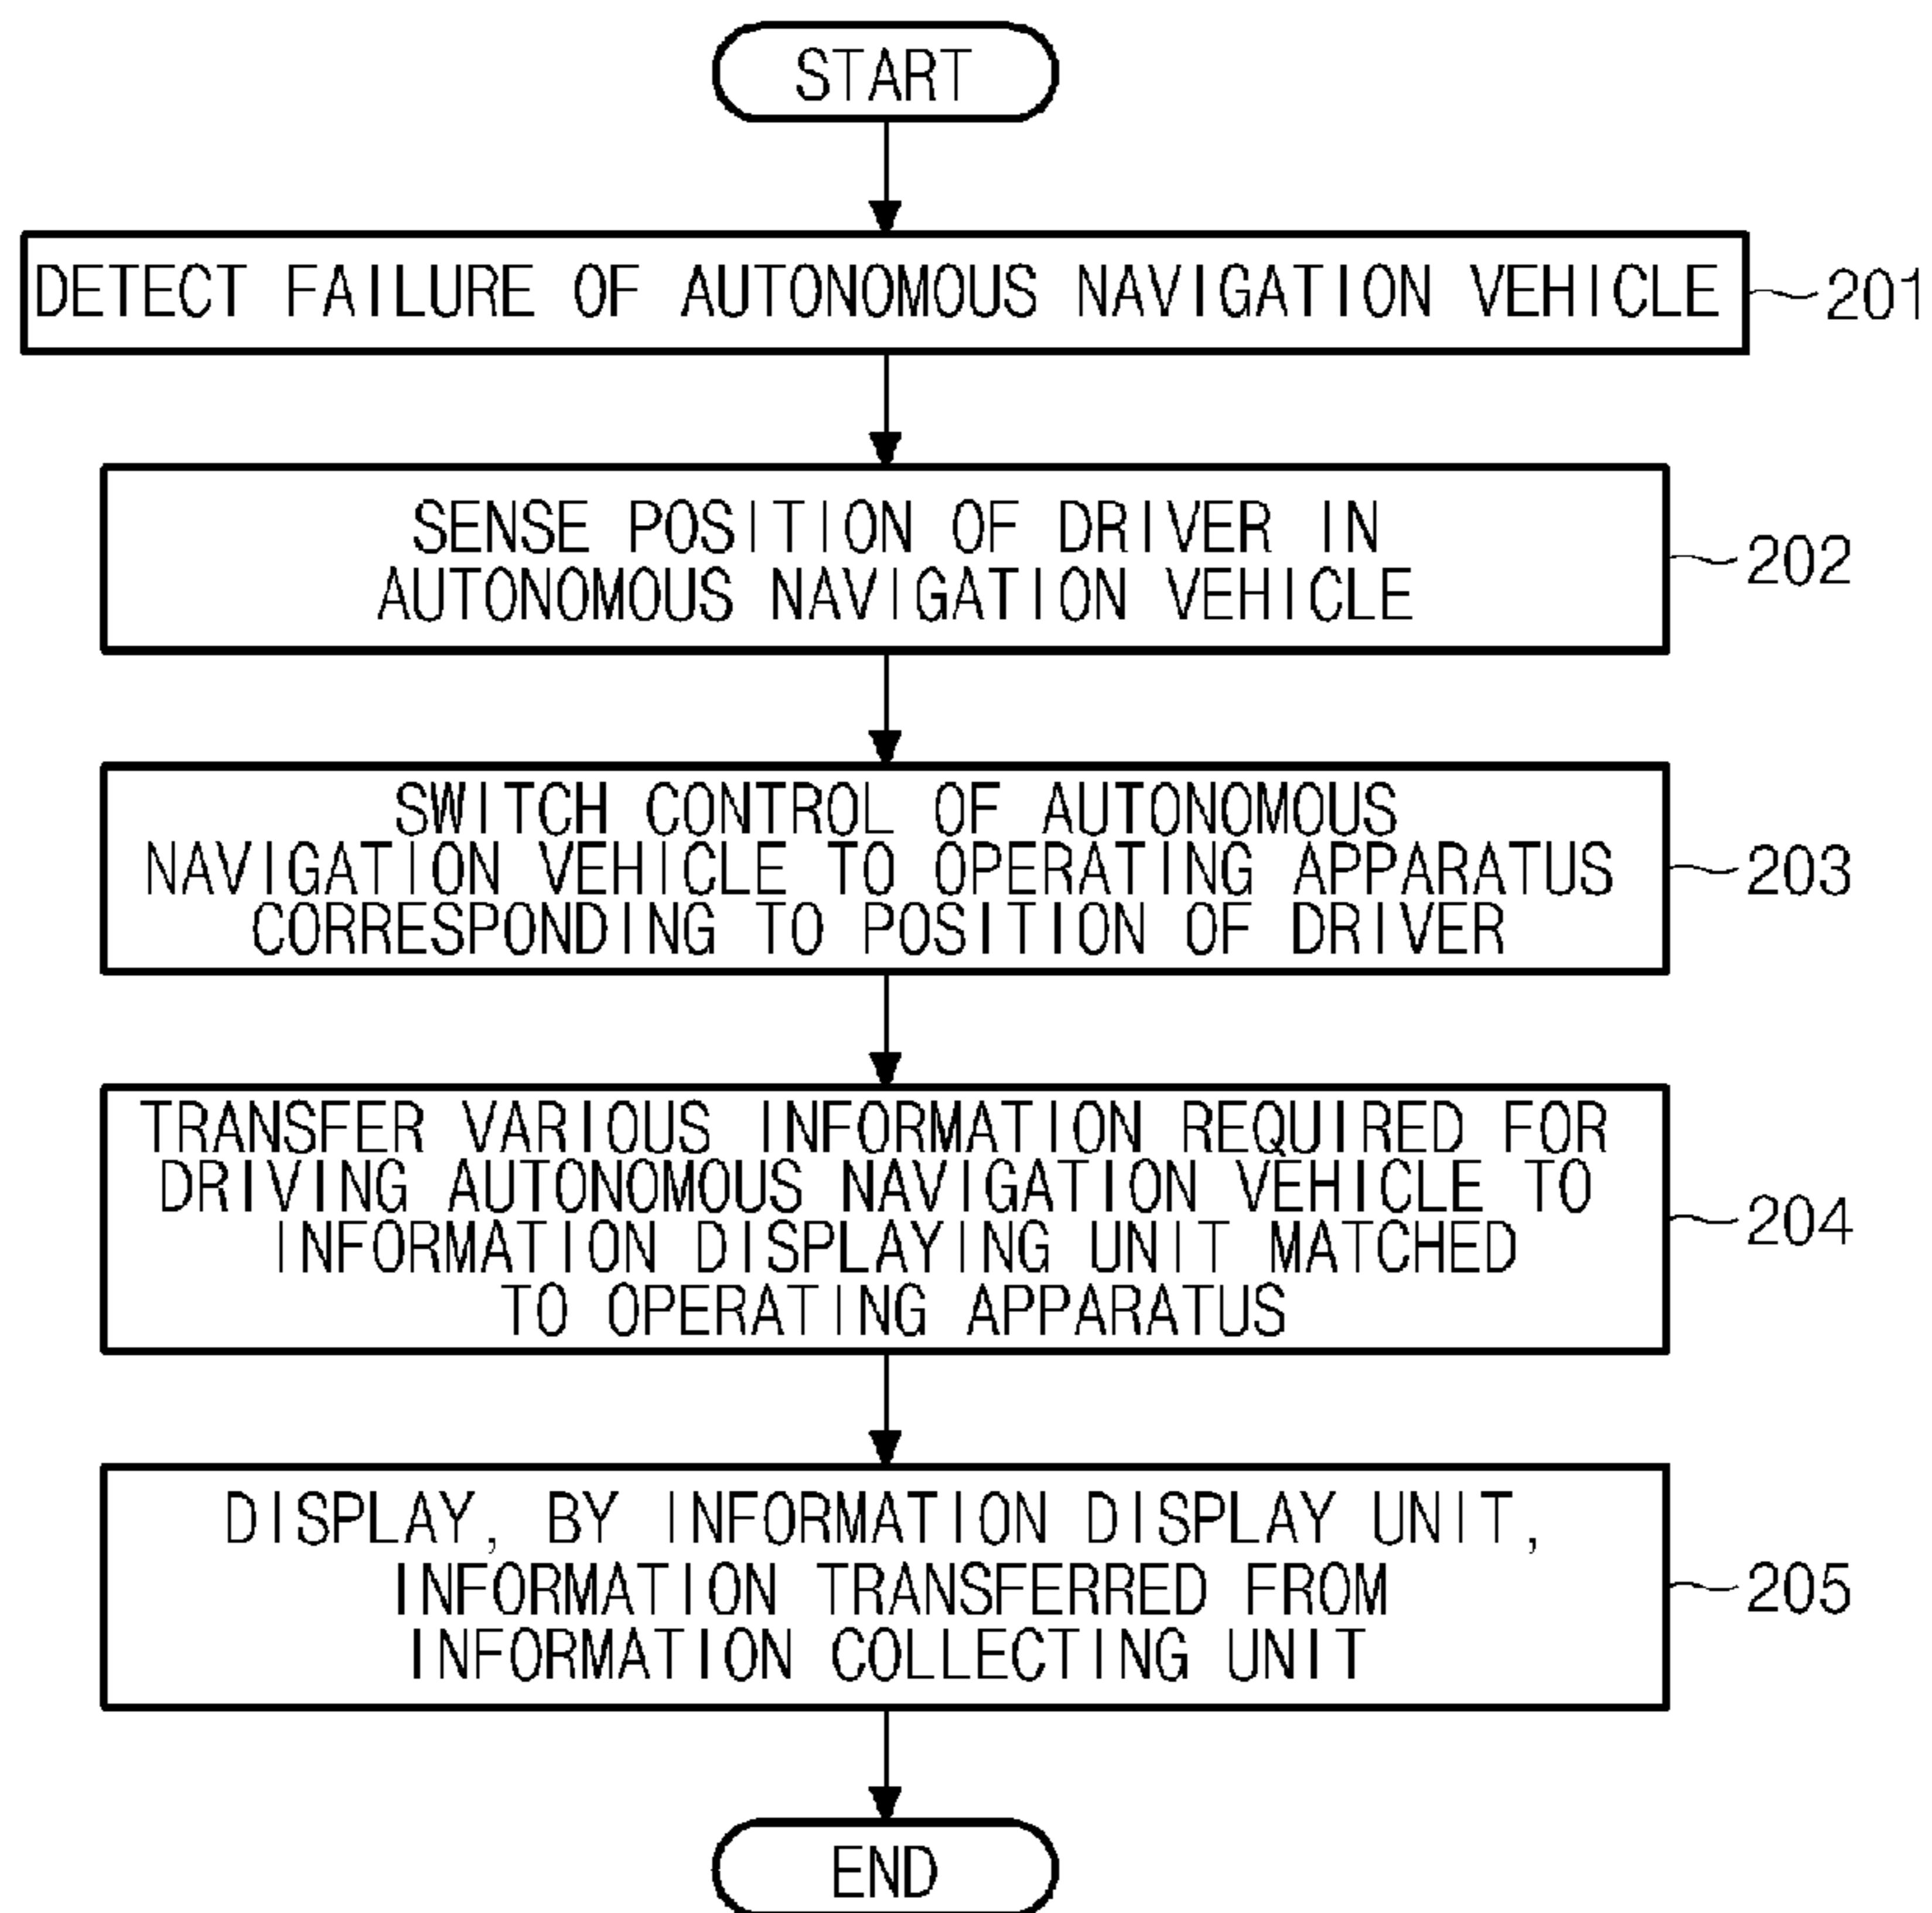 START
DETECT FAILURE OF AUTONOMOUS NAVIGATION VEHICLE
201
SENSE POSITION OF DRIVER IN
AUTONOMOUS NAVIGATION VEHICLE
202
SWITCH CONTROL OF AUTONOMOUS
NAVIGATION VEHICLE TO OPERATING APPARATUS
CORRESPONDING TO POSITION OF DRIVER
203
TRANSFER VARIOUS INFORMATION REQUIRED FOR
DRIVING AUTONOMOUS NAVIGATION VEHICLE TO
INFORMATION DISPLAYING UNIT MATCHED
TO OPERATING APPARATUS
204
DISPLAY, BY INFORMATION DISPLAY UNIT,
INFORMATION TRANSFERRED FROM
INFORMATION COLLECTING UNIT
205
END